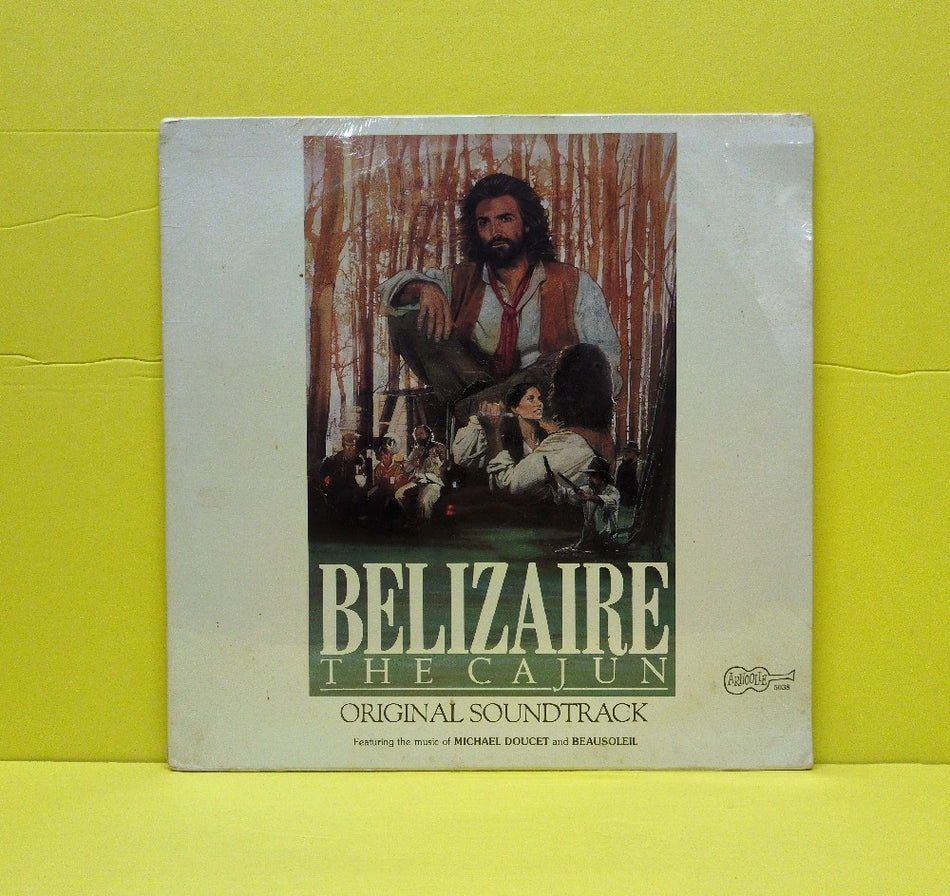 BELIZAIRE
THE CAJUN
ARHOOLIE
5038
ORIGINAL SOUNDTRACK
Featuring the music of MICHAEL DOUCET and BEAUSOLEIL